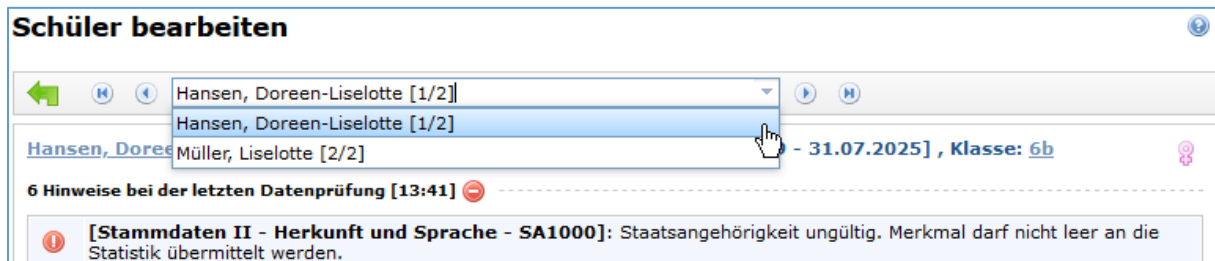 Schüler bearbeiten
Hansen, Doreen-Liselotte [1/2]
Hansen, Doreen-Liselotte [1/2]
Müller, Liselotte [2/2]
Hansen, - 31.07.2025] , Klasse: 6b
6 Hinweise bei der letzten Datenprüfung [13:41]
[Stammdaten II - Herkunft und Sprache - SA1000]: Staatsangehörigkeit ungültig. Merkmal darf nicht leer an die
Statistik übermittelt werden.